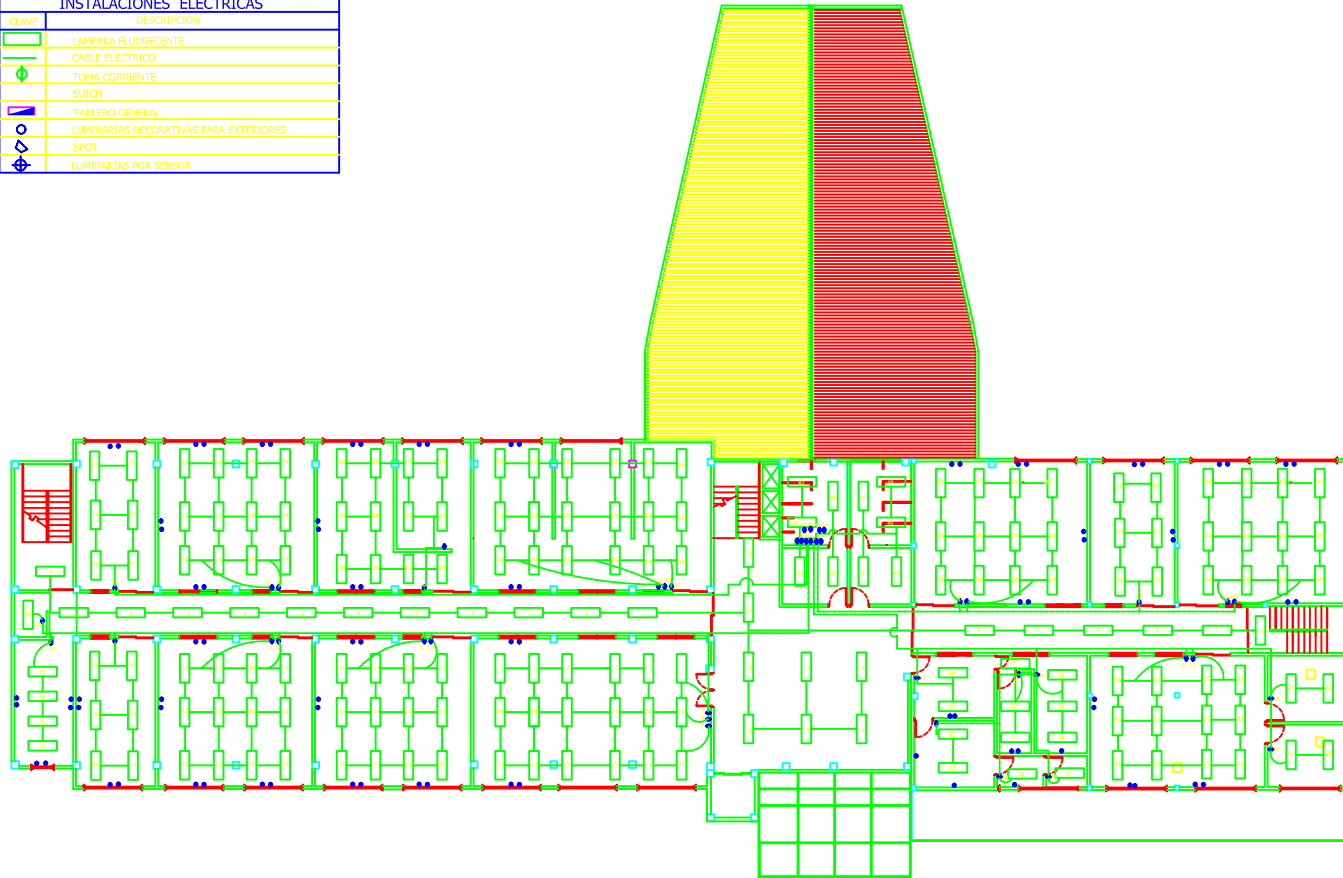 INSTALACIONES ELECTRICAS
CLAVE DESCRIPCION
LAMPARA FLUORECENTE
CABLE ELECTRICO
TOMA CORRIENTE
SUICH
TABLERO GENERAL
LUMINARIAS DECORATIVAS PARA EXTERIORES
SPOT
LUMINARIAS POR SENSOR